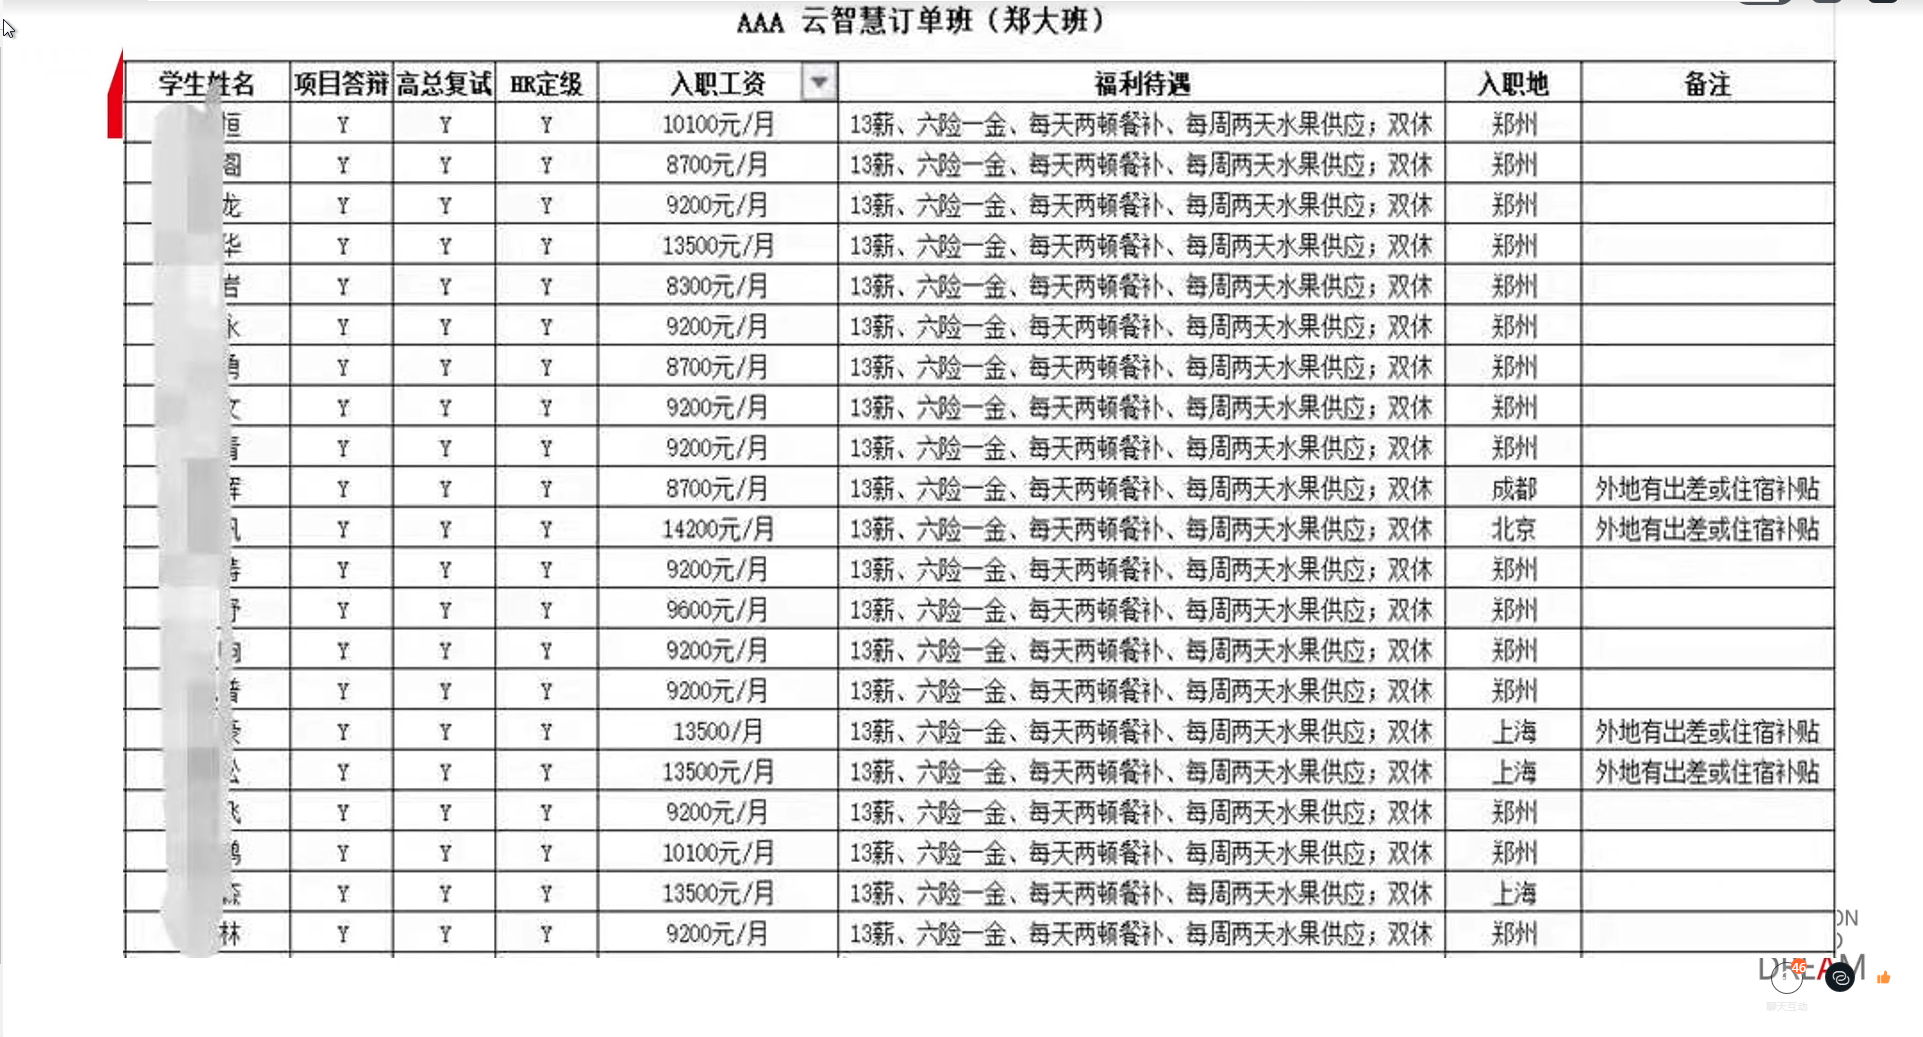 AAA 云智慧订单班（郑大班）
学生姓名 项目答辩 高总复试 HR定级 入职工资 福利待遇 入职地 备注
恒 Y Y Y 10100元/月 13薪、六险一金、每天两顿餐补、每周两天水果供应；双休 郑州
阁 Y Y Y 8700元/月 13薪、六险一金、每天两顿餐补、每周两天水果供应；双休 郑州
龙 Y Y Y 9200元/月 13薪、六险一金、每天两顿餐补、每周两天水果供应；双休 郑州
华 Y Y Y 13500元/月 13薪、六险一金、每天两顿餐补、每周两天水果供应；双休 郑州
岩 Y Y Y 8300元/月 13薪、六险一金、每天两顿餐补、每周两天水果供应；双休 郑州
永 Y Y Y 9200元/月 13薪、六险一金、每天两顿餐补、每周两天水果供应；双休 郑州
勇 Y Y Y 8700元/月 13薪、六险一金、每天两顿餐补、每周两天水果供应；双休 郑州
文 Y Y Y 9200元/月 13薪、六险一金、每天两顿餐补、每周两天水果供应；双休 郑州
青 Y Y Y 9200元/月 13薪、六险一金、每天两顿餐补、每周两天水果供应；双休 郑州
Y Y Y 8700元/月 13薪、六险一金、每天两顿餐补、每周两天水果供应；双休 成都 外地有出差或住宿补贴
Y Y Y 14200元/月 13薪、六险一金、每天两顿餐补、每周两天水果供应；双休 北京 外地有出差或住宿补贴
Y Y Y 9200元/月 13薪、六险一金、每天两顿餐补、每周两天水果供应；双休 郑州
Y Y Y 9600元/月 13薪、六险一金、每天两顿餐补、每周两天水果供应；双休 郑州
Y Y Y 9200元/月 13薪、六险一金、每天两顿餐补、每周两天水果供应；双休 郑州
Y Y Y 9200元/月 13薪、六险一金、每天两顿餐补、每周两天水果供应；双休 郑州
Y Y Y 13500/月 13薪、六险一金、每天两顿餐补、每周两天水果供应；双休 上海 外地有出差或住宿补贴
松 Y Y Y 13500元/月 13薪、六险一金、每天两顿餐补、每周两天水果供应；双休 上海 外地有出差或住宿补贴
飞 Y Y Y 9200元/月 13薪、六险一金、每天两顿餐补、每周两天水果供应；双休 郑州
鹏 Y Y Y 10100元/月 13薪、六险一金、每天两顿餐补、每周两天水果供应；双休 郑州
森 Y Y Y 13500元/月 13薪、六险一金、每天两顿餐补、每周两天水果供应；双休 上海
林 Y Y Y 9200元/月 13薪、六险一金、每天两顿餐补、每周两天水果供应；双休 郑州
ON
DREAM
46
聊天互动